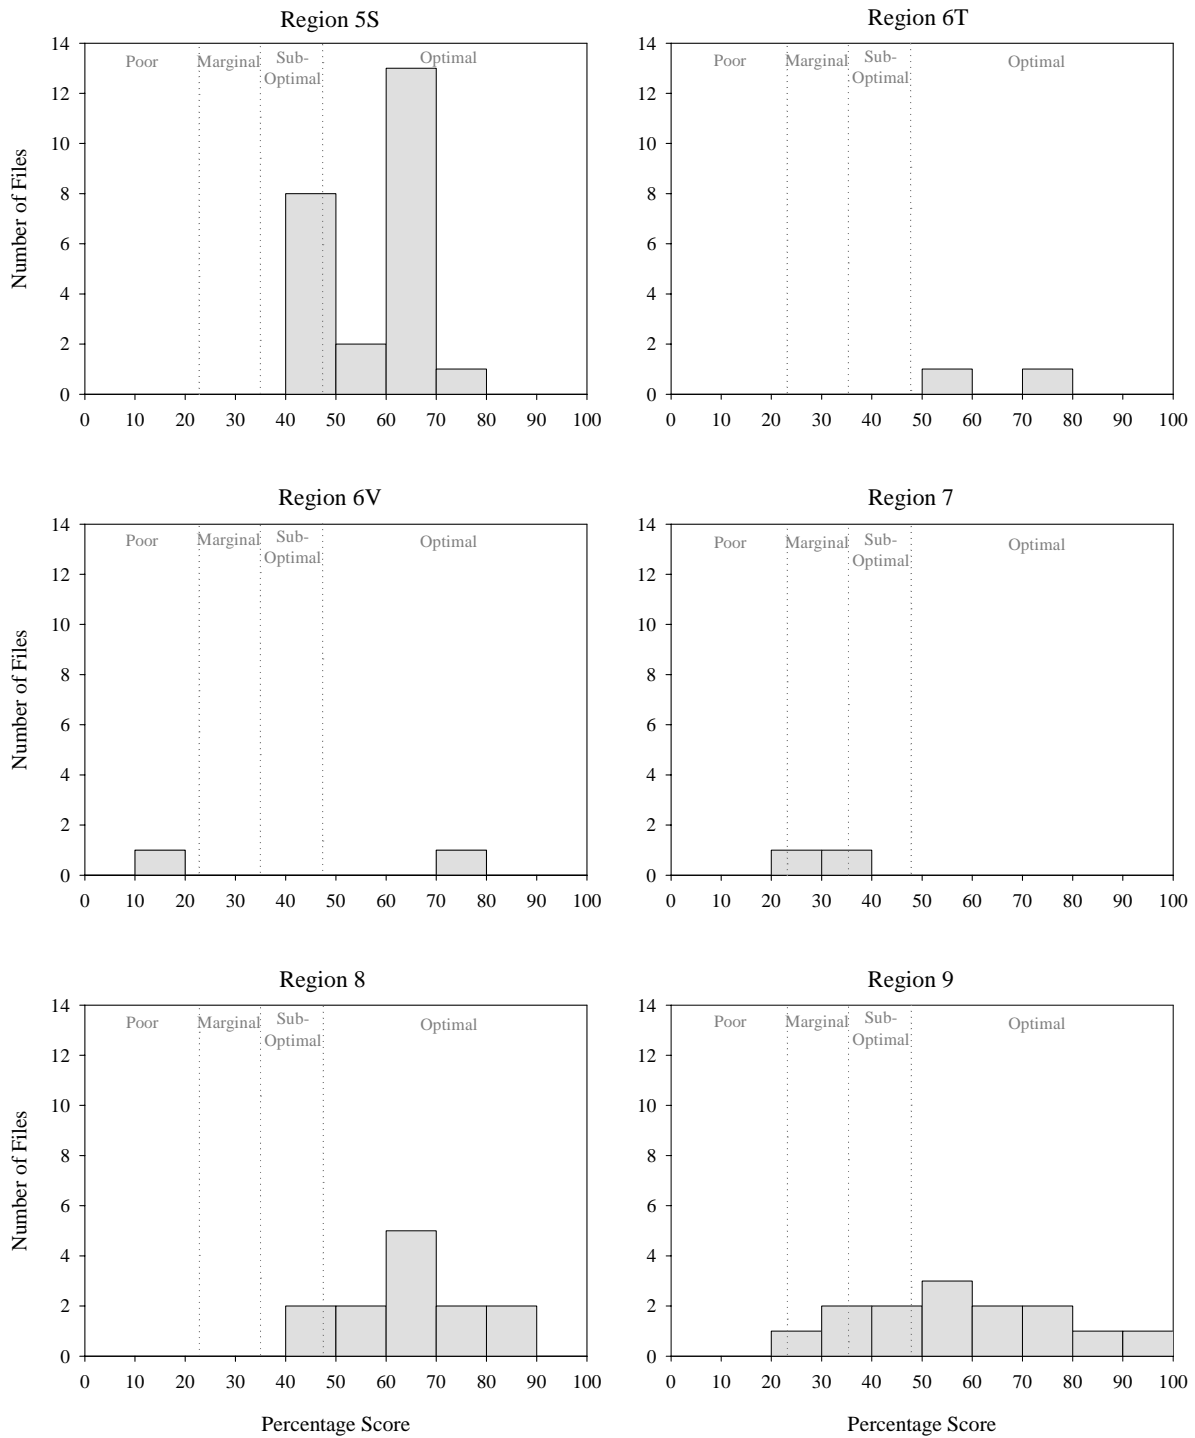 Region 5S
Poor Marginal Sub-Optimal Optimal
Number of Files
14
12
10
8
6
4
2
0
0 10 20 30 40 50 60 70 80 90 100
Region 6T
Poor Marginal Sub-Optimal Optimal
14
12
10
8
6
4
2
0
0 10 20 30 40 50 60 70 80 90 100
Region 6V
Poor Marginal Sub-Optimal Optimal
Number of Files
14
12
10
8
6
4
2
0
0 10 20 30 40 50 60 70 80 90 100
Region 7
Poor Marginal Sub-Optimal Optimal
14
12
10
8
6
4
2
0
0 10 20 30 40 50 60 70 80 90 100
Region 8
Poor Marginal Sub-Optimal Optimal
Number of Files
14
12
10
8
6
4
2
0
0 10 20 30 40 50 60 70 80 90 100
Percentage Score
Region 9
Poor Marginal Sub-Optimal Optimal
14
12
10
8
6
4
2
0
0 10 20 30 40 50 60 70 80 90 100
Percentage Score